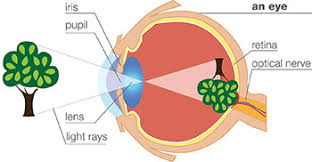 iris
pupil
an eye
retina
optical nerve
lens
light rays